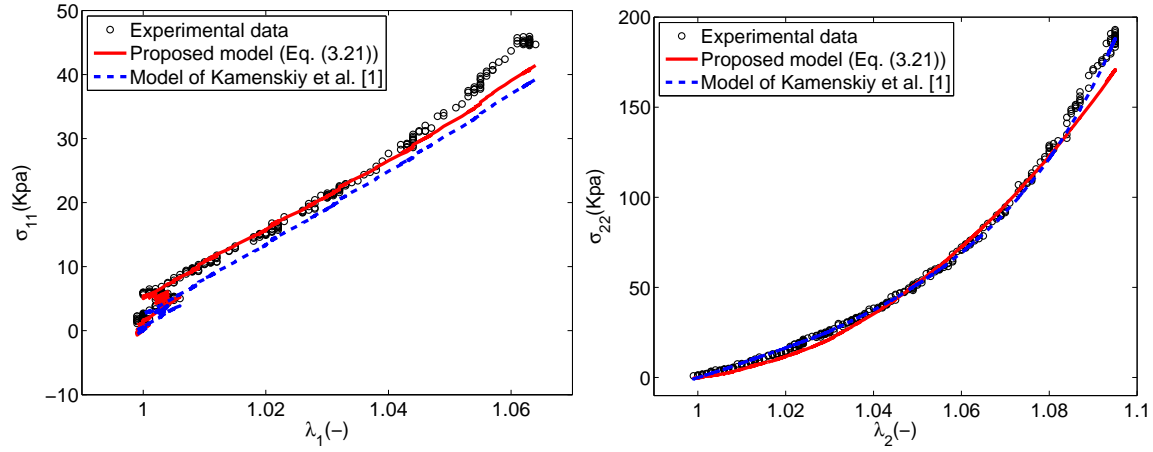 Experimental data
Proposed model (Eq. (3.21))
Model of Kamenskiy et al. [1]
50
40
30
20
10
0
−10
1
1.02
1.04
1.06
σ11(Kpa)
λ1(−)
Experimental data
Proposed model (Eq. (3.21))
Model of Kamenskiy et al. [1]
200
150
100
50
0
1
1.02
1.04
1.06
1.08
1.1
σ22(Kpa)
λ2(−)